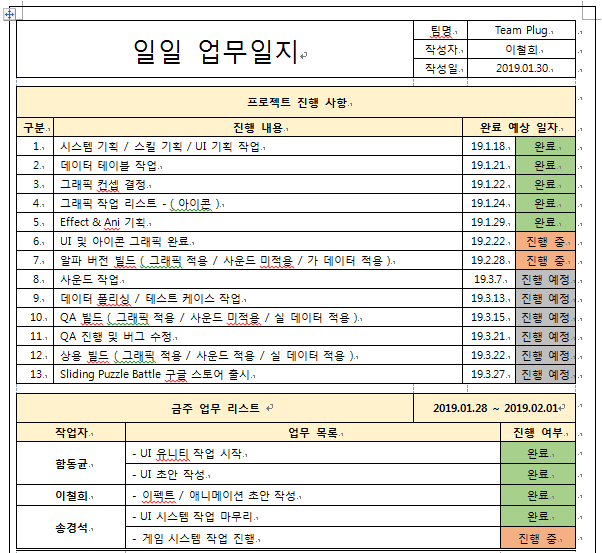 일일 업무일지
팀명 Team Plug.
작성자 이철희.
작성일 2019.01.30
프로젝트 진행 사항
구분 진행 내용 완료 예상 일자
1. 시스템 기획 / 스킬 기획 / UI 기획 작업. 19.1.18. 완료
2. 데이터 테이블 작업. 19.1.21. 완료
3. 그래픽 컨셉 결정. 19.1.22. 완료
4. 그래픽 작업 리스트 - ( 아이콘 ). 19.1.24. 완료
5. Effect & Ani 기획. 19.1.29. 완료
6. UI 및 아이콘 그래픽 완료. 19.2.22. 진행 중
7. 알파 버전 빌드 ( 그래픽 적용 / 사운드 미적용 / 가 데이터 적용 ). 19.2.28. 진행 중
8. 사운드 작업. 19.3.7. 진행 예정
9. 데이터 폴리싱 / 테스트 케이스 작업. 19.3.13. 진행 예정
10. QA 빌드 ( 그래픽 적용 / 사운드 미적용 / 실 데이터 적용 ). 19.3.15. 진행 예정
11. QA 진행 및 버그 수정. 19.3.21. 진행 예정
12. 상용 빌드 ( 그래픽 적용 / 사운드 적용 / 실 데이터 적용 ). 19.3.22. 진행 예정
13. Sliding Puzzle Battle 구글 스토어 출시. 19.3.27. 진행 예정
금주 업무 리스트 2019.01.28 ~ 2019.02.01
작업자 업무 목록 진행 여부
함동균 - UI 유니티 작업 시작. 완료
- UI 초안 작성. 완료
이철희 - 이펙트 / 애니메이션 초안 작성. 완료
송경석 - UI 시스템 작업 마무리. 완료
- 게임 시스템 작업 진행. 진행 중